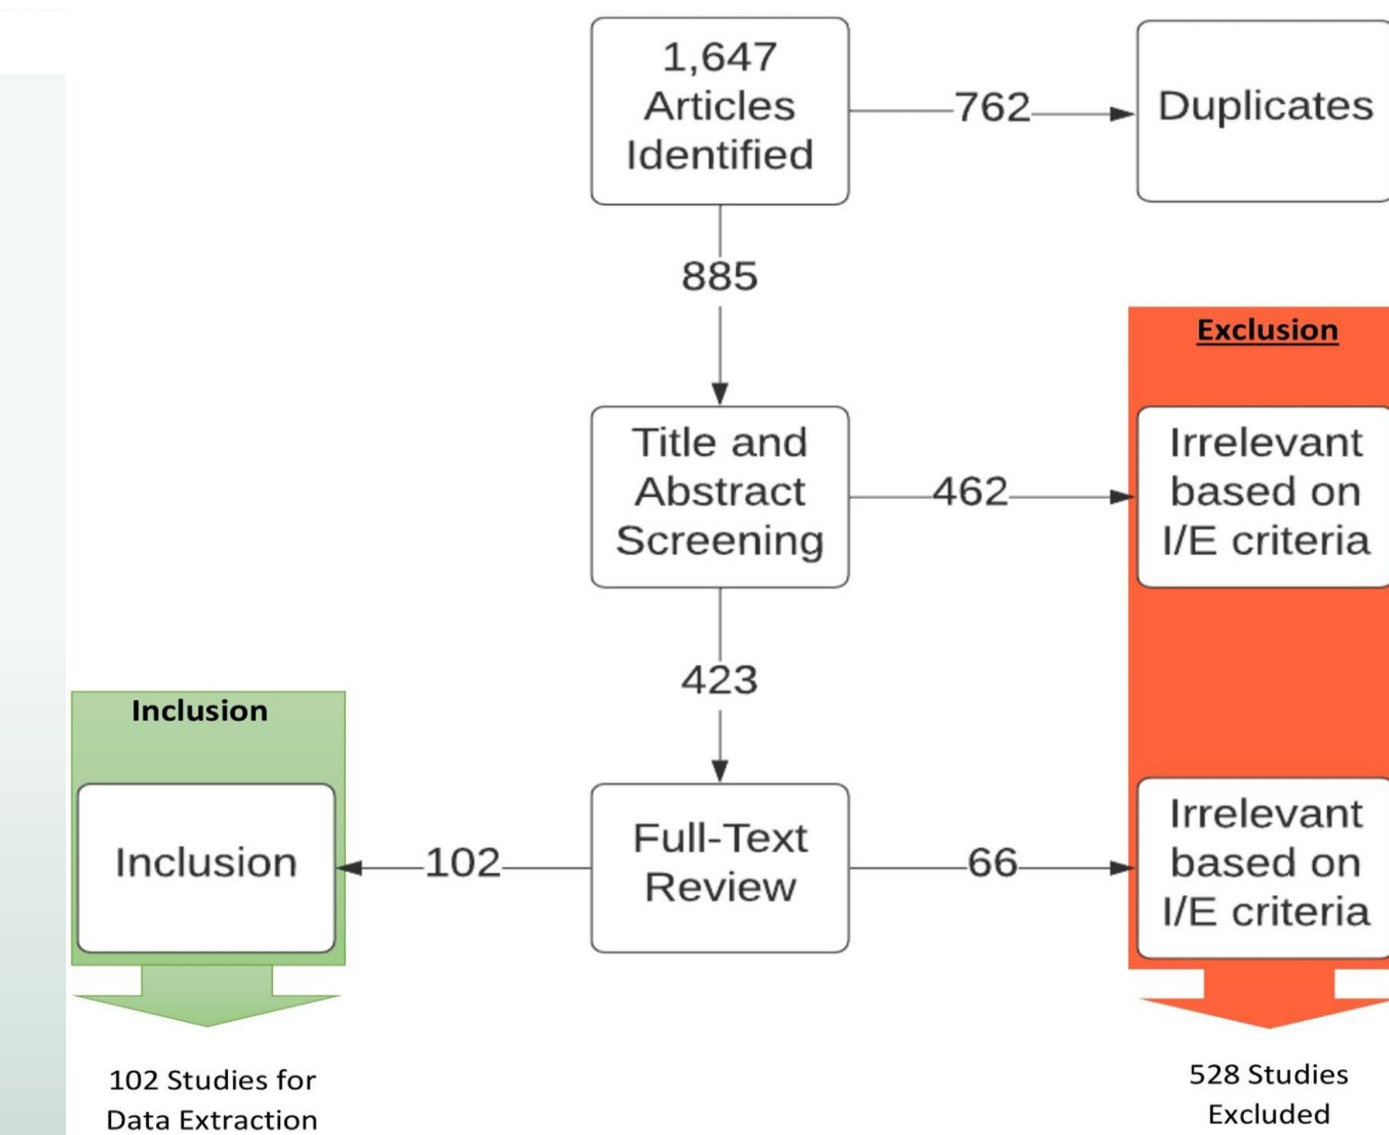 1,647
Articles
Identified
762
Duplicates
885
Exclusion
Title and
Abstract
Screening
462
Irrelevant
based on
I/E criteria
423
Inclusion
Inclusion
102
Full-Text
Review
66
Irrelevant
based on
I/E criteria
102 Studies for
Data Extraction
528 Studies
Excluded